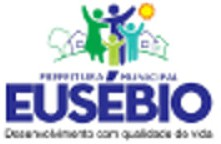 PREFEITURA MUNICIPAL
EUSÉBIO
Desenvolvimento com qualidade de vida